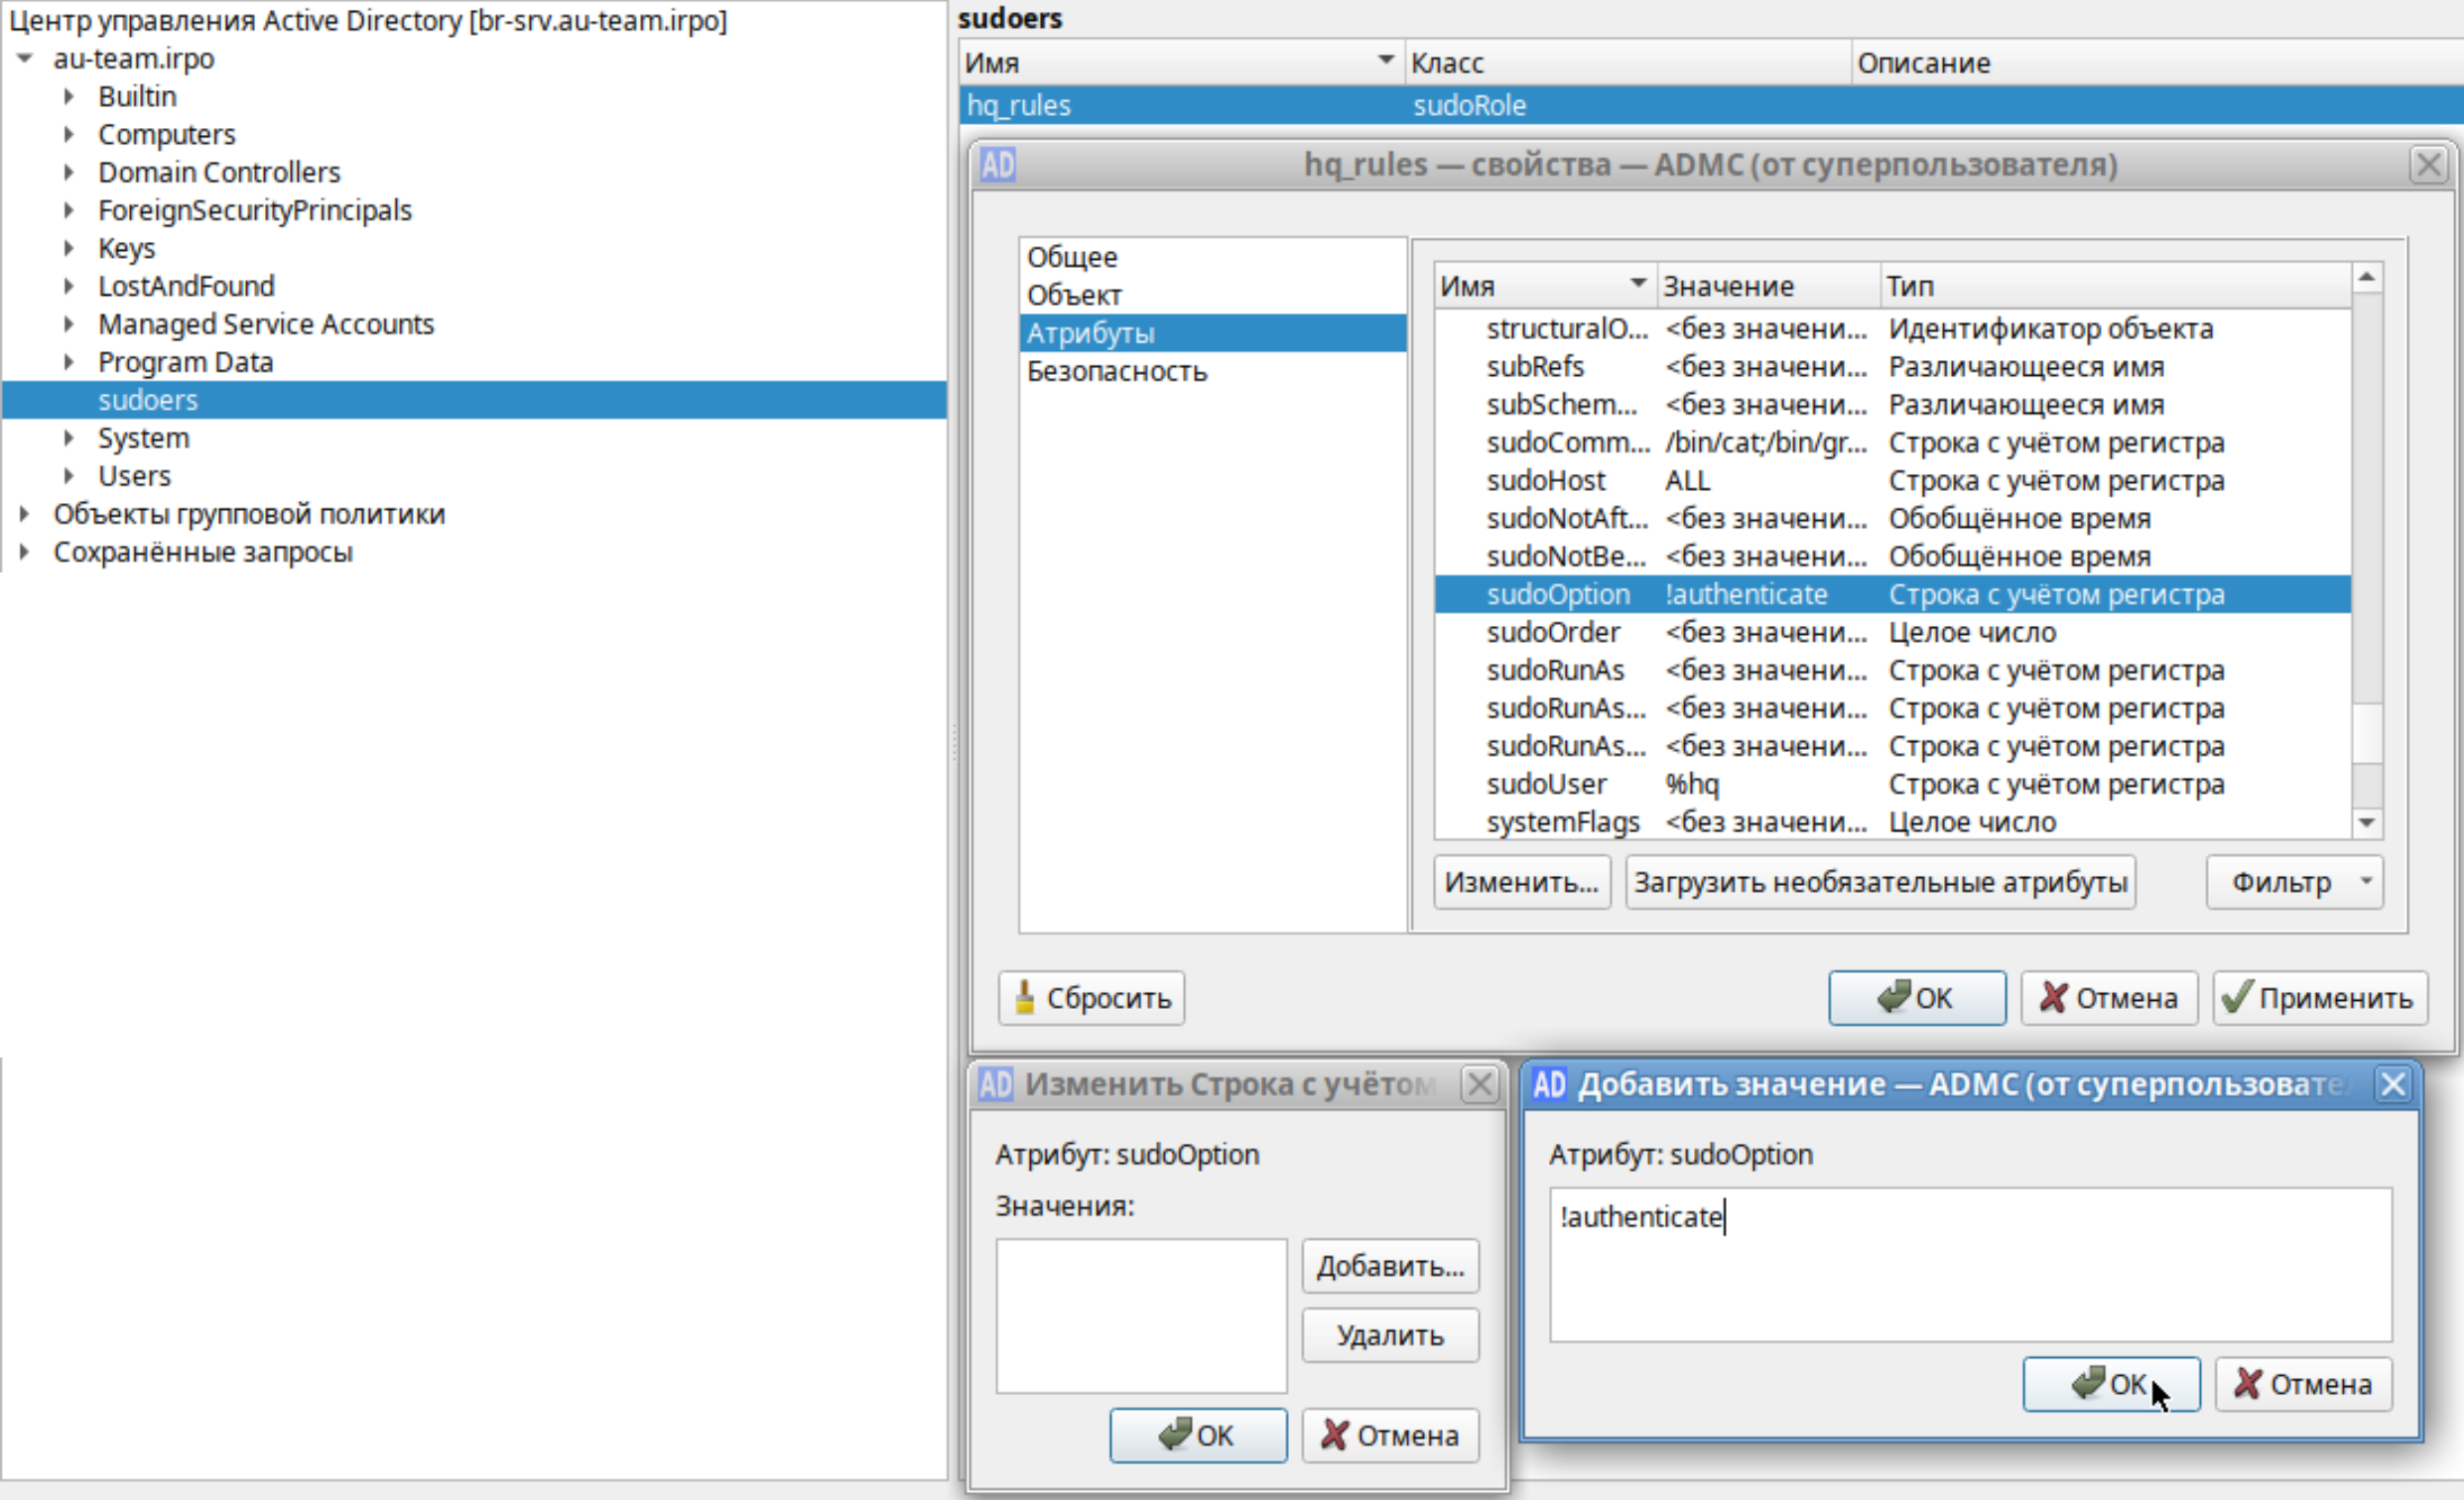 Центр управления Active Directory [br-srv.au-team.irpo]
au-team.irpo
Builtin
Computers
Domain Controllers
ForeignSecurityPrincipals
Keys
LostAndFound
Managed Service Accounts
Program Data
sudoers
System
Users
Объекты групповой политики
Сохранённые запросы
sudoers
Имя Класс Описание
hq_rules sudoRole
AD hq_rules — свойства — ADMC (от суперпользователя)
Общее
Объект
Атрибуты
Безопасность
Имя Значение Тип
structuralO... <без значени... Идентификатор объекта
subRefs <без значени... Различающееся имя
subSchem... <без значени... Различающееся имя
sudoComm... /bin/cat;/bin/gr... Строка с учётом регистра
sudoHost ALL Строка с учётом регистра
sudoNotAft... <без значени... Обобщённое время
sudoNotBe... <без значени... Обобщённое время
sudoOption !authenticate Строка с учётом регистра
sudoOrder <без значени... Целое число
sudoRunAs <без значени... Строка с учётом регистра
sudoRunAs... <без значени... Строка с учётом регистра
sudoRunAs... <без значени... Строка с учётом регистра
sudoUser %hq Строка с учётом регистра
systemFlags <без значени... Целое число
Изменить... Загрузить необязательные атрибуты Фильтр
Сбросить OK Отмена Применить
AD Изменить Строка с учётом
Атрибут: sudoOption
Значения:
Добавить...
Удалить
OK Отмена
AD Добавить значение — ADMC (от суперпользовате
Атрибут: sudoOption
!authenticate
OK Отмена